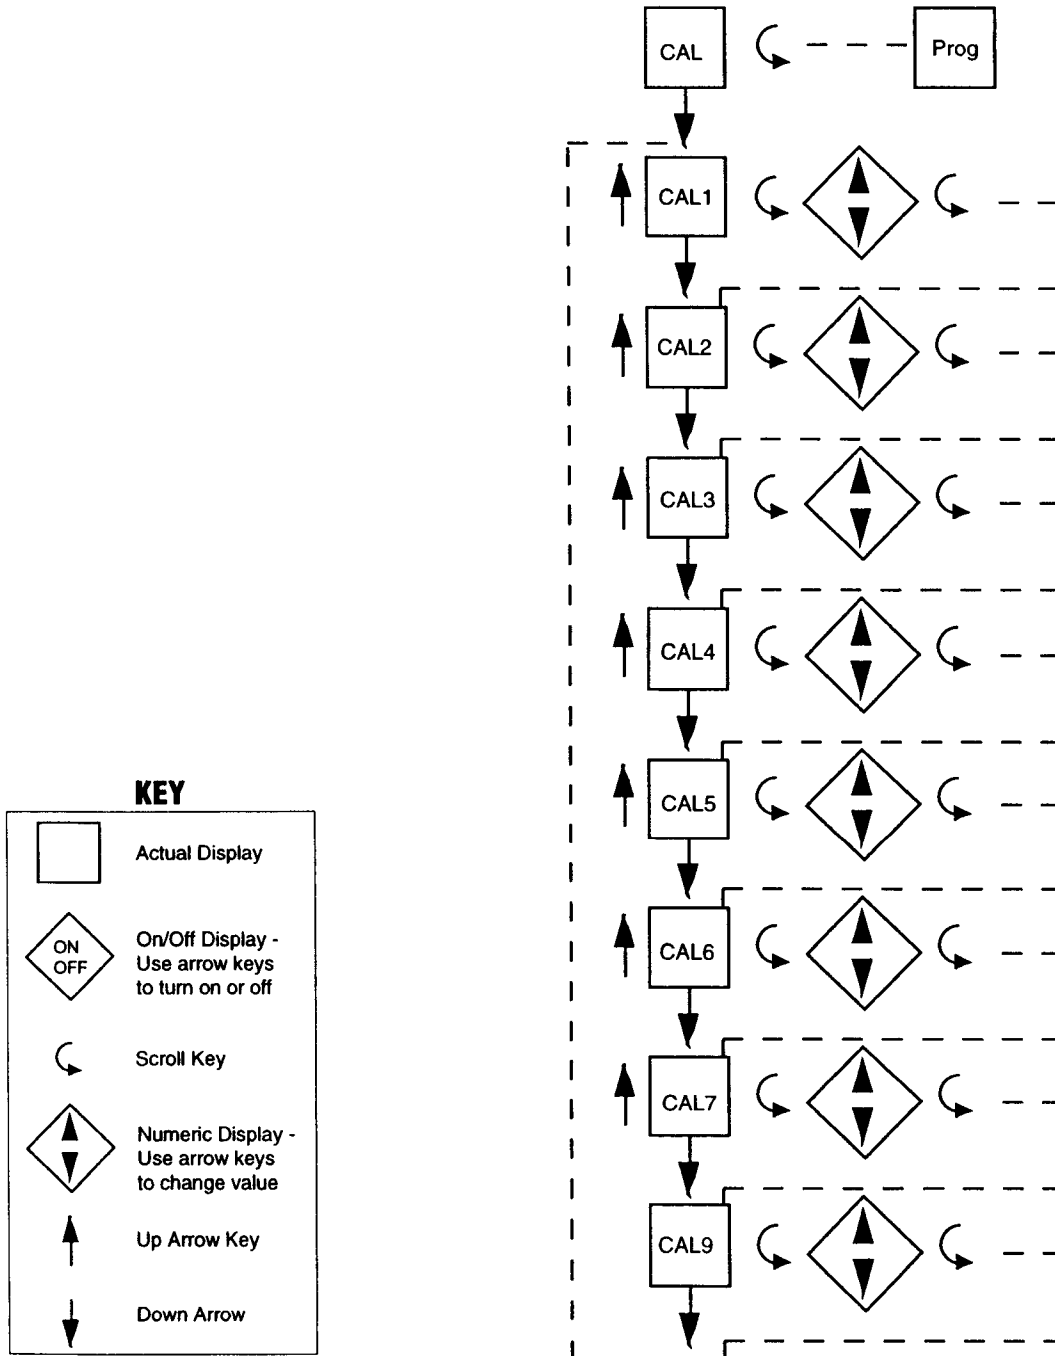 CAL
Prog
CAL1
CAL2
CAL3
CAL4
CAL5
CAL6
CAL7
CAL9
KEY
Actual Display
ON
OFF
On/Off Display -
Use arrow keys
to turn on or off
Scroll Key
Numeric Display -
Use arrow keys
to change value
Up Arrow Key
Down Arrow